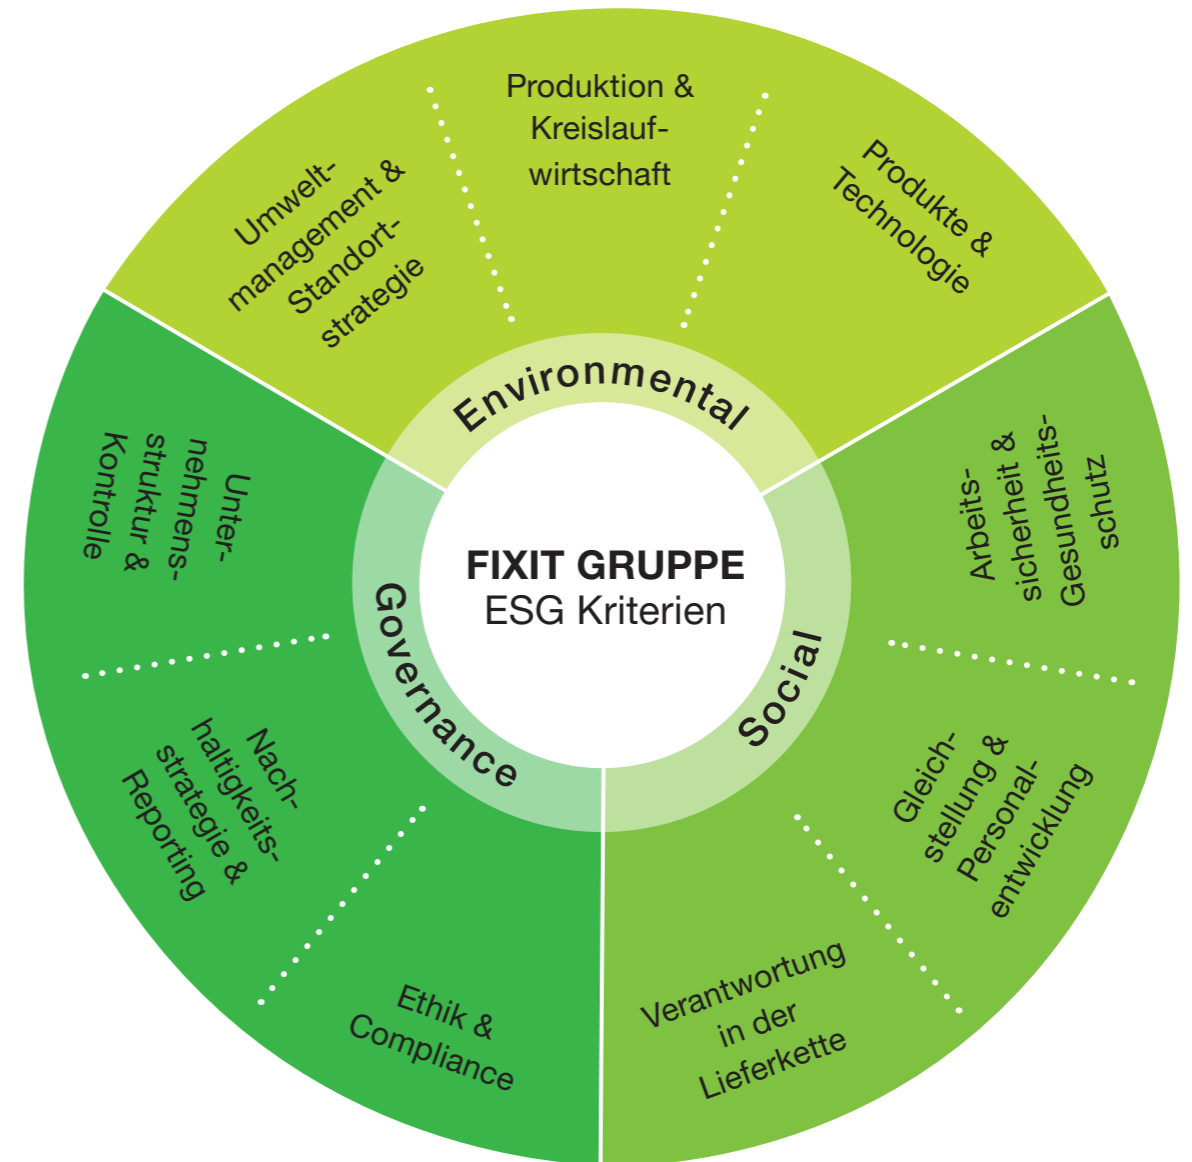 Produktion &
Kreislauf-
wirtschaft
Produkte &
Technologie
Umwelt-
management &
Standort-
strategie
Environmental
Arbeits-
sicherheit &
Gesundheits-
schutz
Gleich-
stellung &
Personal-
entwicklung
Verantwortung
in der
Lieferkette
Social
Ethik &
Compliance
Nach-
haltigkeits-
strategie &
Reporting
Unter-
nehmens-
struktur &
Kontrolle
Governance
FIXIT GRUPPE
ESG Kriterien